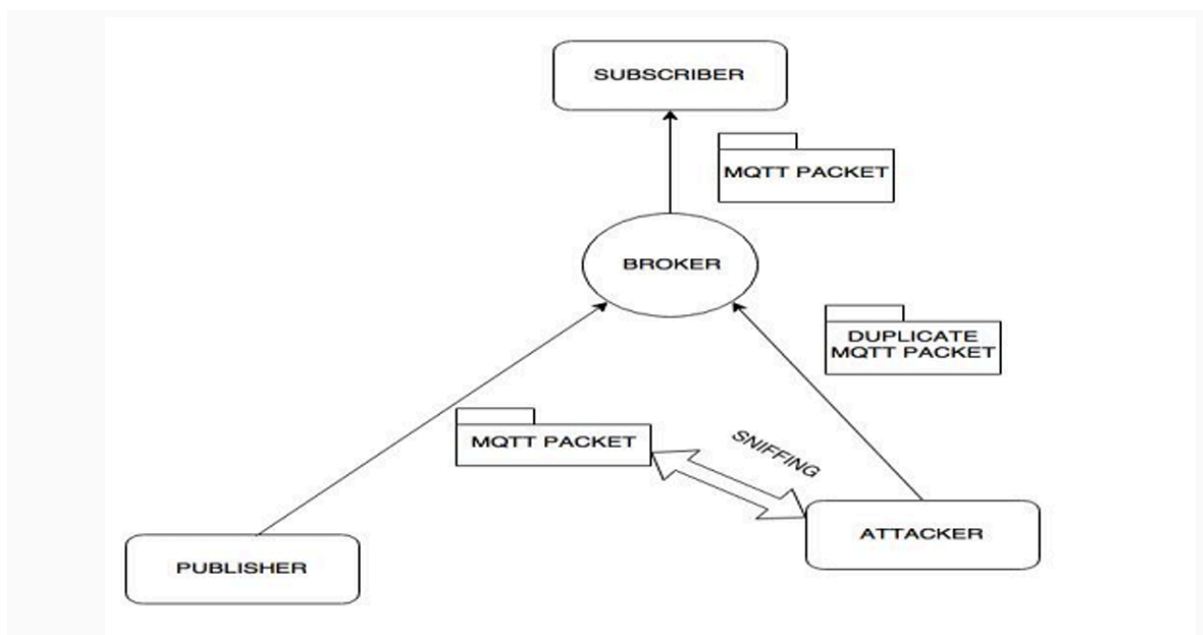 SUBSCRIBER
MQTT PACKET
BROKER
DUPLICATE
MQTT PACKET
MQTT PACKET
SNIFFING
ATTACKER
PUBLISHER